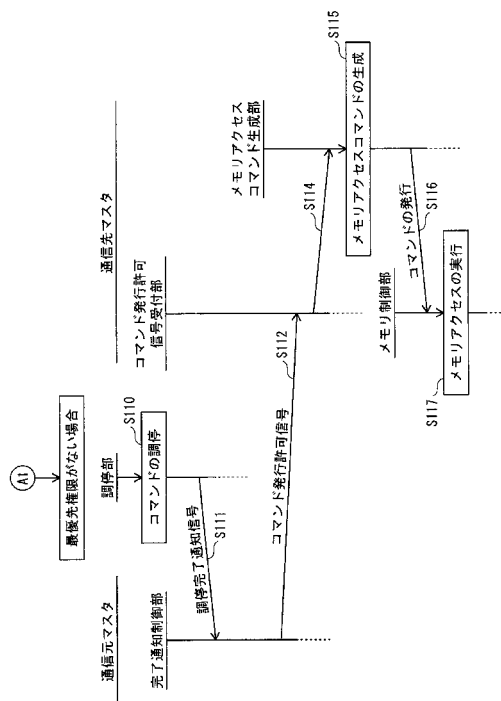 A1
最優先権限がない場合
通信元マスタ
通信先マスタ
完了通知制御部
調停部
コマンド発行許可
信号受付部
メモリアクセス
コマンド生成部
S110
コマンドの調停
調停完了通知信号
S111
コマンド発行許可信号
S112
S114
メモリアクセスコマンドの生成
S115
メモリ制御部
コマンドの発行
S116
メモリアクセスの実行
S117